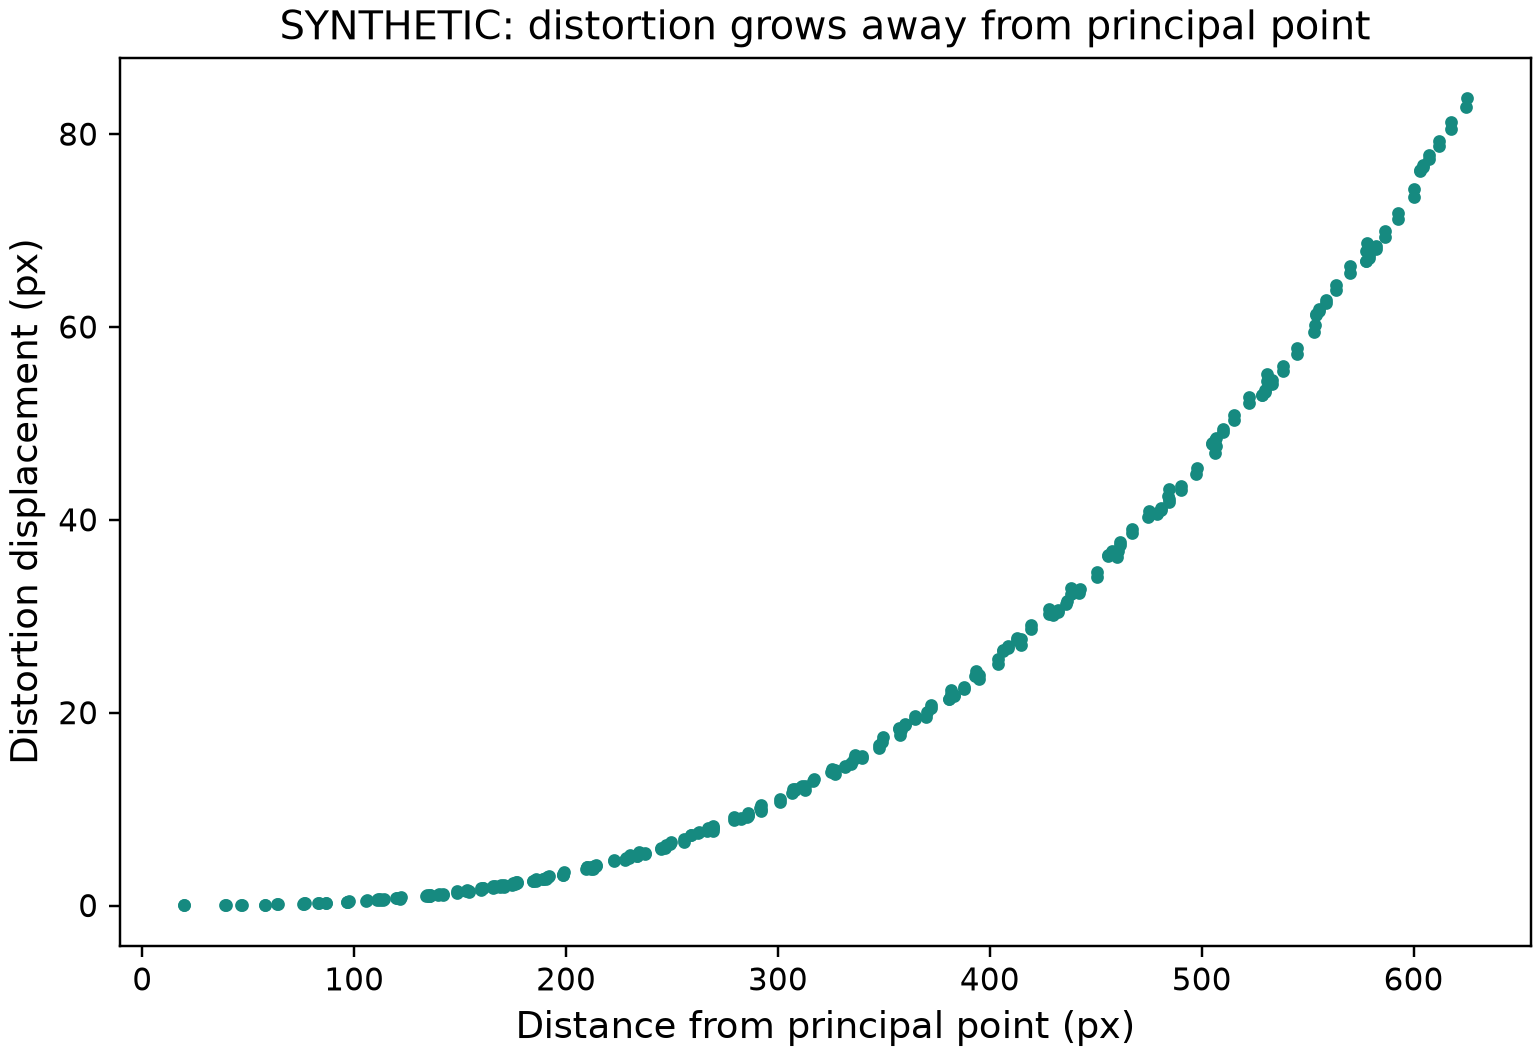 SYNTHETIC: distortion grows away from principal point
Distortion displacement (px)
80
60
40
20
0
0 100 200 300 400 500 600
Distance from principal point (px)